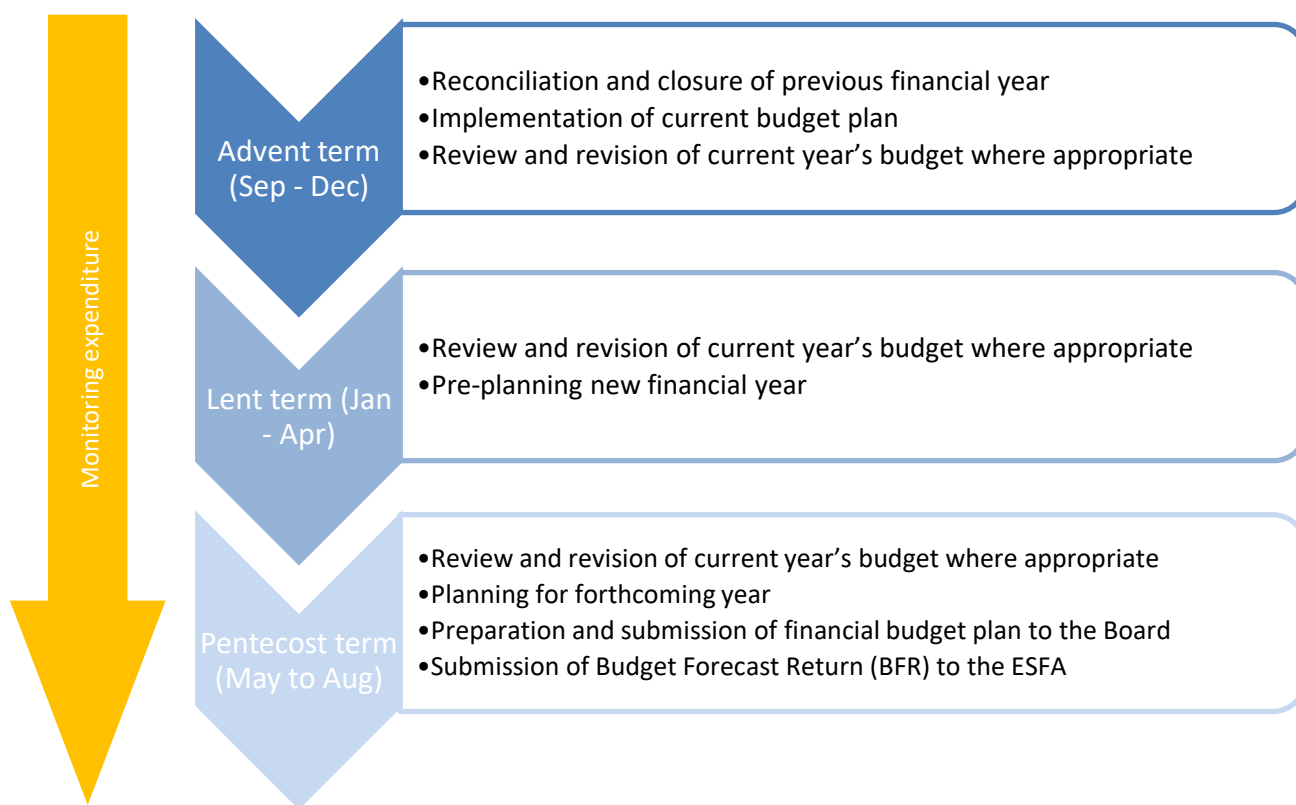 Monitoring expenditure
Advent term
(Sep - Dec)
•Reconciliation and closure of previous financial year
•Implementation of current budget plan
•Review and revision of current year’s budget where appropriate
Lent term (Jan
- Apr)
•Review and revision of current year’s budget where appropriate
•Pre-planning new financial year
Pentecost term
(May to Aug)
•Review and revision of current year’s budget where appropriate
•Planning for forthcoming year
•Preparation and submission of financial budget plan to the Board
•Submission of Budget Forecast Return (BFR) to the ESFA